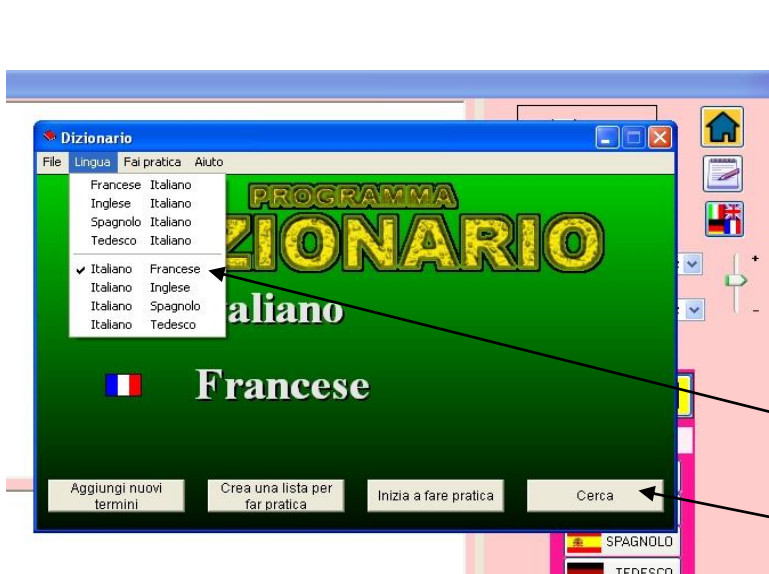 Dizionario
File Lingua Fai pratica Aiuto
Francese Italiano
Inglese Italiano
Spagnolo Italiano
Tedesco Italiano
Italiano Francese
Italiano Inglese
Italiano Spagnolo
Italiano Tedesco
PROGRAMMA
ZIONARIO
aliano
Francese
Aggiungi nuovi
termini
Crea una lista per
far pratica
Inizia a fare pratica
Cerca
+
-
SPAGNOLO
TEDESCO